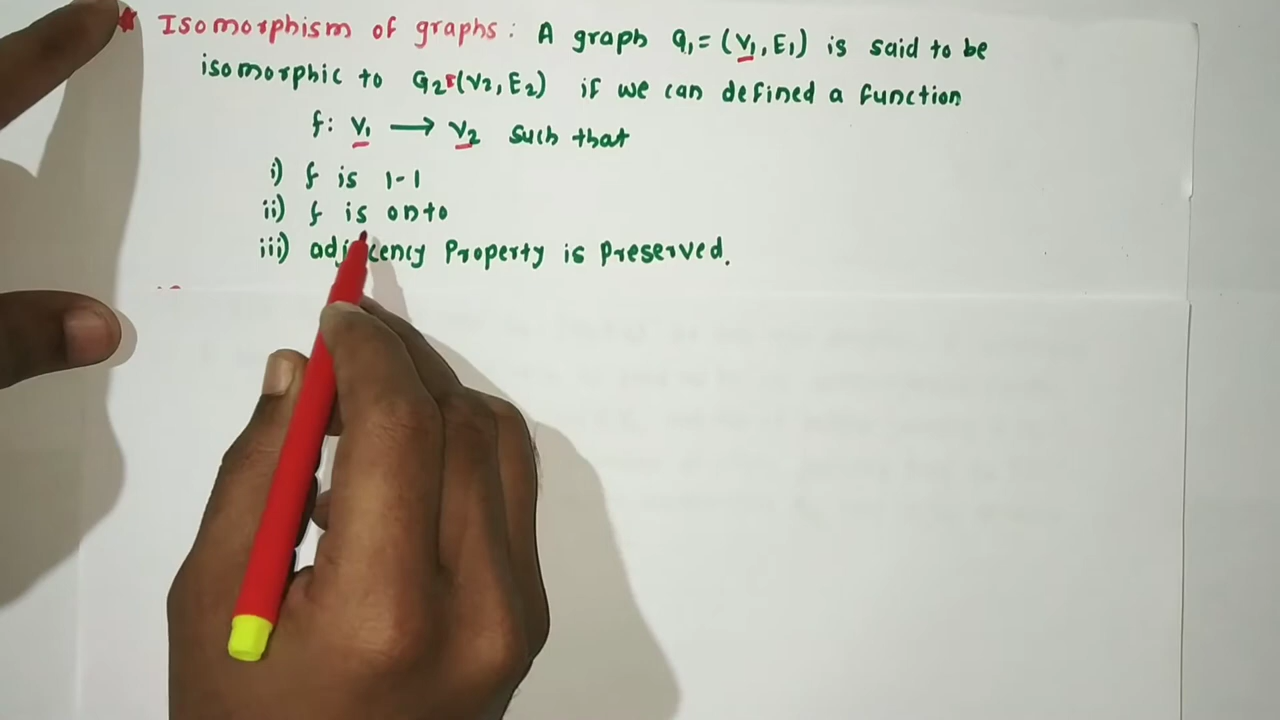 ★ Isomorphism of graphs: A graph G1 = (V1, E1) is said to be
isomorphic to G2=(V2, E2) if we can defined a function
f: V1 → V2 such that
i) f is 1-1
ii) f is onto
iii) adjacency Property is Preserved.